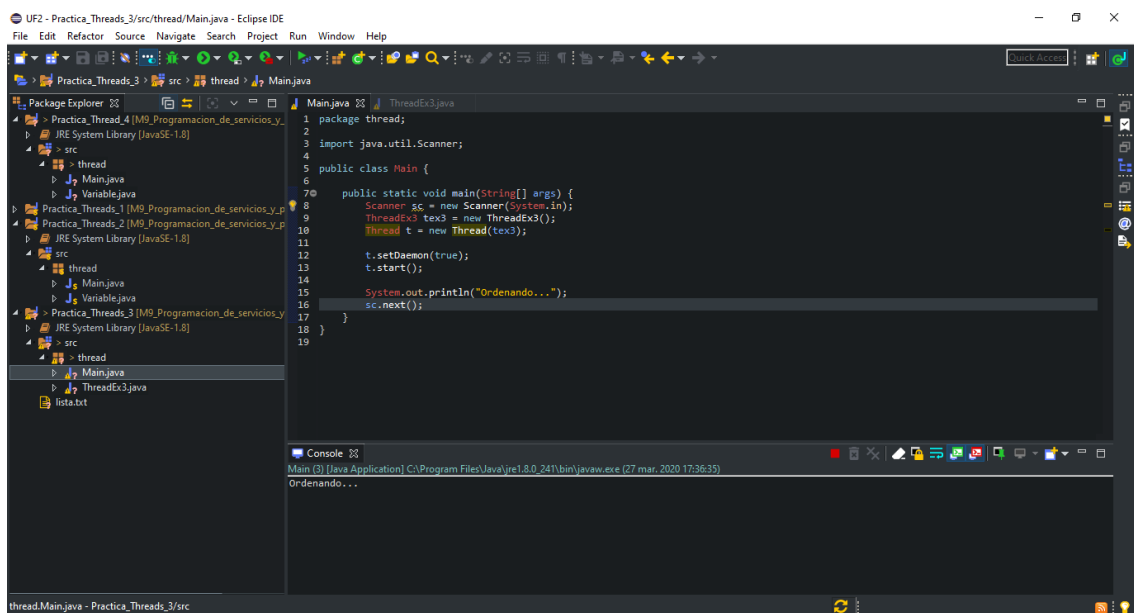 UF2 - Practica_Threads_3/src/thread/Main.java - Eclipse IDE
File Edit Refactor Source Navigate Search Project Run Window Help
Quick Access
> Practica_Threads_3 > src > thread > Main.java
Package Explorer
> Practica_Thread_4 [M9_Programacion_de_servicios_y_
JRE System Library [JavaSE-1.8]
> src
> thread
Main.java
Variable.java
Practica_Threads_1 [M9_Programacion_de_servicios_y_p
Practica_Threads_2 [M9_Programacion_de_servicios_y_p
JRE System Library [JavaSE-1.8]
src
thread
Main.java
Variable.java
> Practica_Threads_3 [M9_Programacion_de_servicios_y
JRE System Library [JavaSE-1.8]
> src
> thread
Main.java
ThreadEx3.java
lista.txt
Main.java ThreadEx3.java
1 package thread;
2
3 import java.util.Scanner;
4
5 public class Main {
6
7 public static void main(String[] args) {
8 Scanner sc = new Scanner(System.in);
9 ThreadEx3 tex3 = new ThreadEx3();
10 Thread t = new Thread(tex3);
11
12 t.setDaemon(true);
13 t.start();
14
15 System.out.println("Ordenando...");
16 sc.next();
17 }
18 }
19
Console
Main (3) [Java Application] C:\Program Files\Java\jre1.8.0_241\bin\javaw.exe (27 mar. 2020 17:36:35)
Ordenando...
thread.Main.java - Practica_Threads_3/src